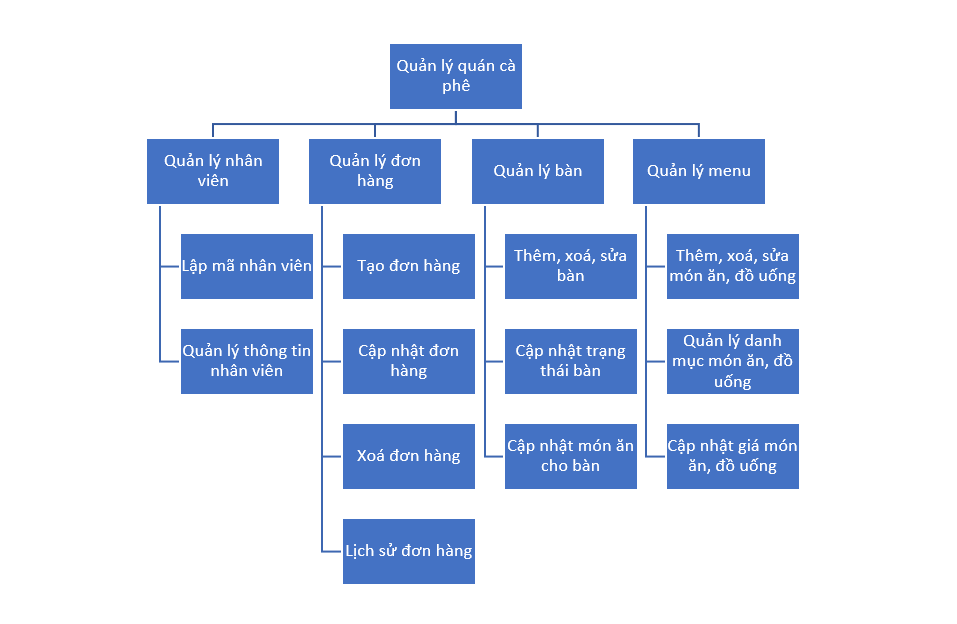 Quản lý quán cà
phê
Quản lý nhân
viên
Quản lý đơn
hàng
Quản lý bàn
Quản lý menu
Lập mã nhân viên
Quản lý thông tin
nhân viên
Tạo đơn hàng
Cập nhật đơn
hàng
Xoá đơn hàng
Lịch sử đơn hàng
Thêm, xoá, sửa
bàn
Cập nhật trạng
thái bàn
Cập nhật món ăn
cho bàn
Thêm, xoá, sửa
món ăn, đồ uống
Quản lý danh
mục món ăn, đồ
uống
Cập nhật giá món
ăn, đồ uống